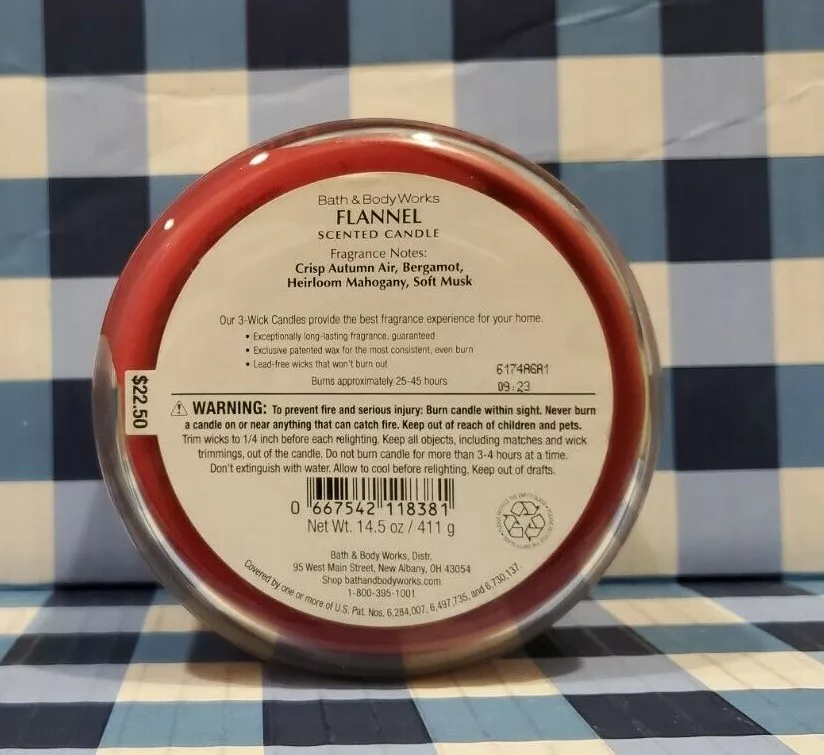 Bath & Body Works
FLANNEL
SCENTED CANDLE
Fragrance Notes:
Crisp Autumn Air, Bergamot,
Heirloom Mahogany, Soft Musk
Our 3-Wick Candles provide the best fragrance experience for your home.
• Exceptionally long-lasting fragrance, guaranteed
• Exclusive patented wax for the most consistent, even burn
• Lead-free wicks that won't burn out
Burns approximately 25-45 hours
6174AGA1
09:23
$22.50
WARNING: To prevent fire and serious injury: Burn candle within sight. Never burn
a candle on or near anything that can catch fire. Keep out of reach of children and pets.
Trim wicks to 1/4 inch before each relighting. Keep all objects, including matches and wick
trimmings, out of the candle. Do not burn candle for more than 3-4 hours at a time.
Don't extinguish with water. Allow to cool before relighting. Keep out of drafts.
0 667542 118381
Net Wt. 14.5 oz / 411 g
Bath & Body Works, Distr.
95 West Main Street, New Albany, OH 43054
Shop bathandbodyworks.com
1-800-395-1001
Covered by one or more of U.S. Pat. Nos. 6,284,007, 6,497,735, and 6,730,137.